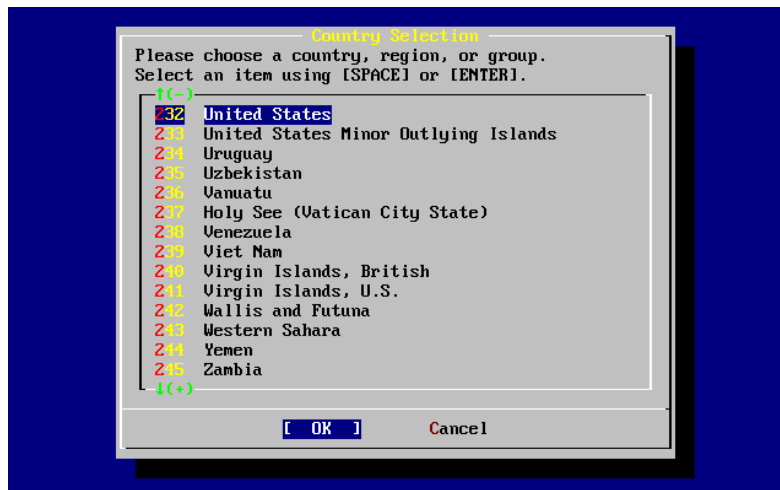 Country Selection
Please choose a country, region, or group.
Select an item using [SPACE] or [ENTER].
↑(-)
232 United States
233 United States Minor Outlying Islands
234 Uruguay
235 Uzbekistan
236 Vanuatu
237 Holy See (Vatican City State)
238 Venezuela
239 Viet Nam
240 Virgin Islands, British
241 Virgin Islands, U.S.
242 Wallis and Futuna
243 Western Sahara
244 Yemen
245 Zambia
↓(+)
[ OK ] Cancel